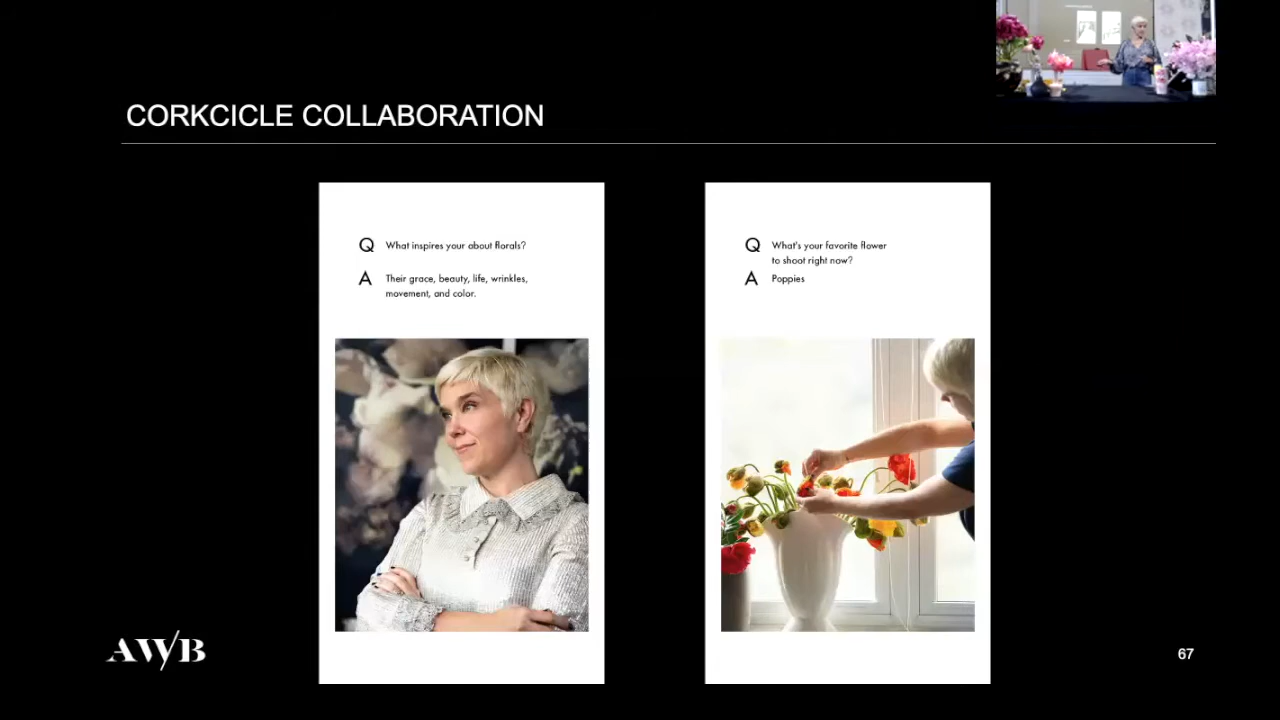 CORKCICLE COLLABORATION
Q What inspires your about florals?
A Their grace, beauty, life, wrinkles,
movement, and color.
Q What's your favorite flower
to shoot right now?
A Poppies
AWB
67